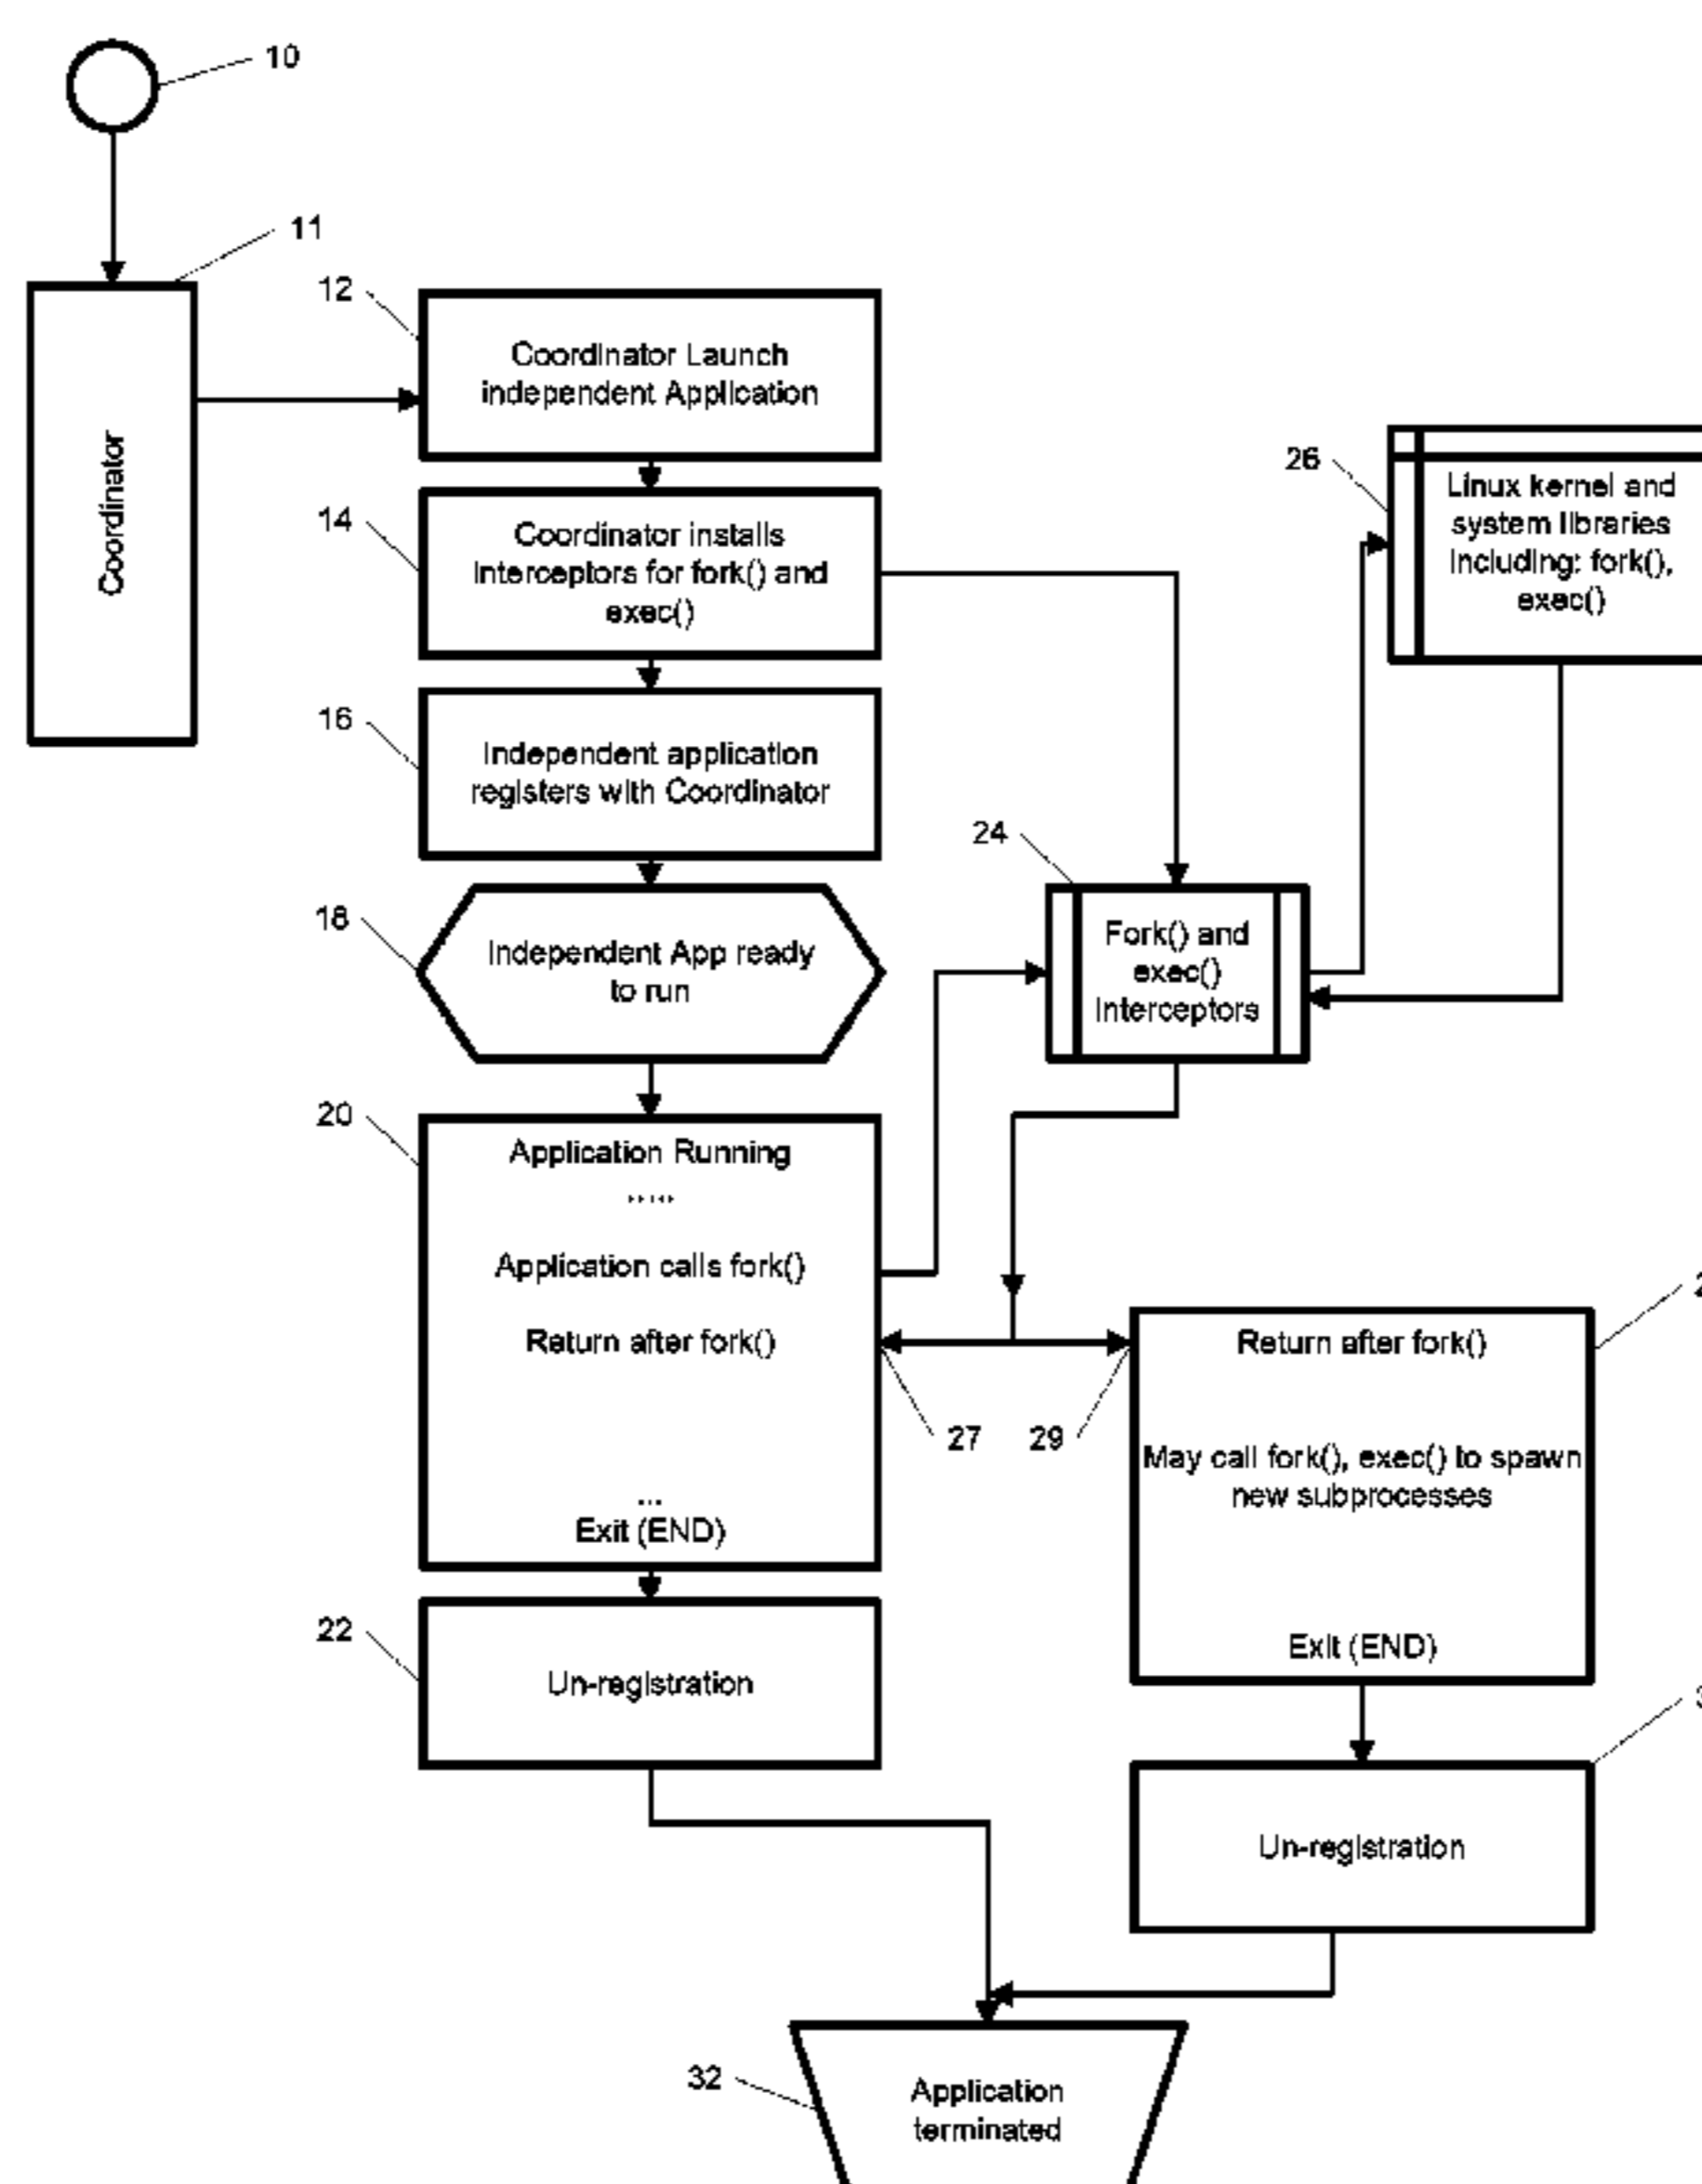 10
11
Coordinator
12
Coordinator Launch
independent Application
14
Coordinator installs
interceptors for fork() and
exec()
16
Independent application
registers with Coordinator
18
Independent App ready
to run
20
Application Running
.....
Application calls fork()
Return after fork()
...
Exit (END)
22
Un-registration
24
Fork() and
exec()
Interceptors
26
Linux kernel and
system libraries
including: fork(),
exec()
27
29
Return after fork()
May call fork(), exec() to spawn
new subprocesses
Exit (END)
Un-registration
32
Application
terminated